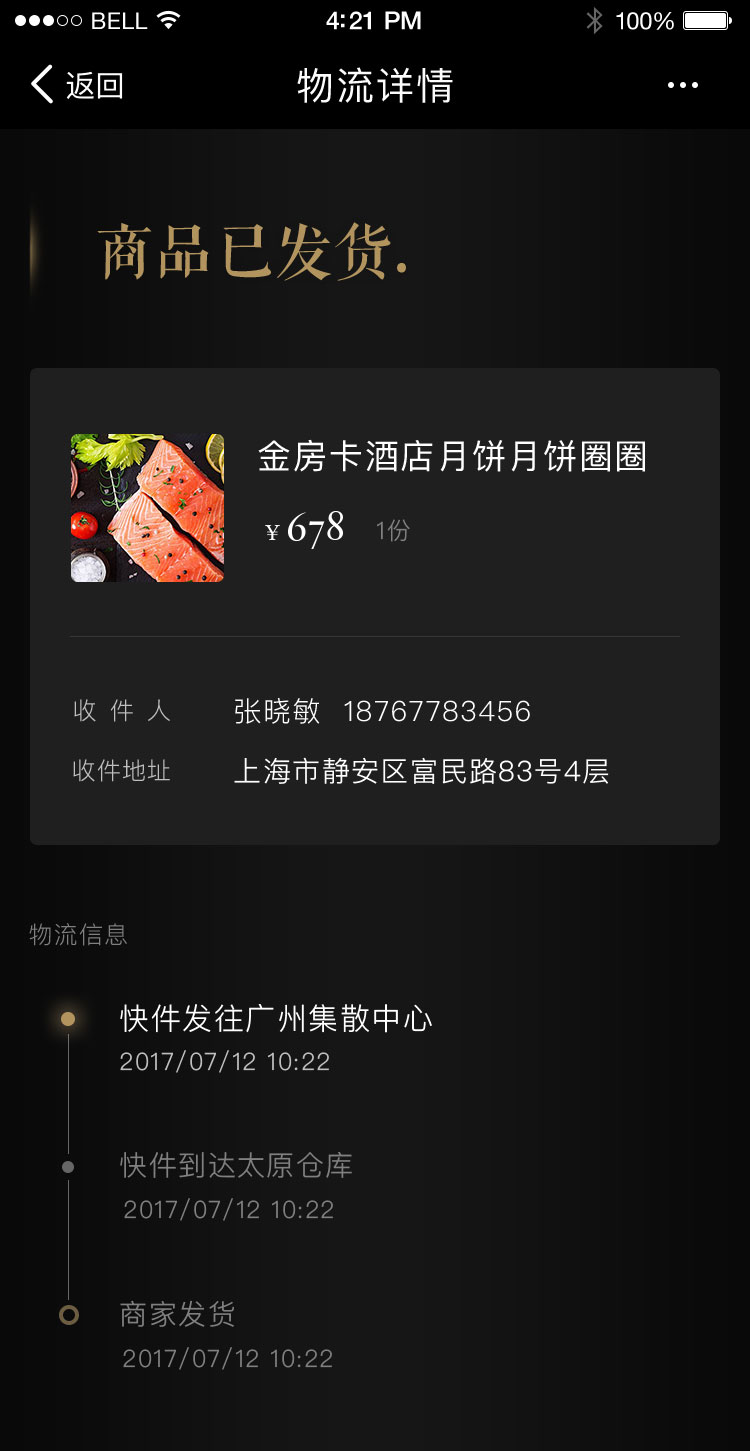 BELL 4:21 PM 100%
返回 物流详情
商品已发货.
金房卡酒店月饼月饼圈圈
¥ 678 1份
收件人 张晓敏 18767783456
收件地址 上海市静安区富民路83号4层
物流信息
快件发往广州集散中心
2017/07/12 10:22
快件到达太原仓库
2017/07/12 10:22
商家发货
2017/07/12 10:22